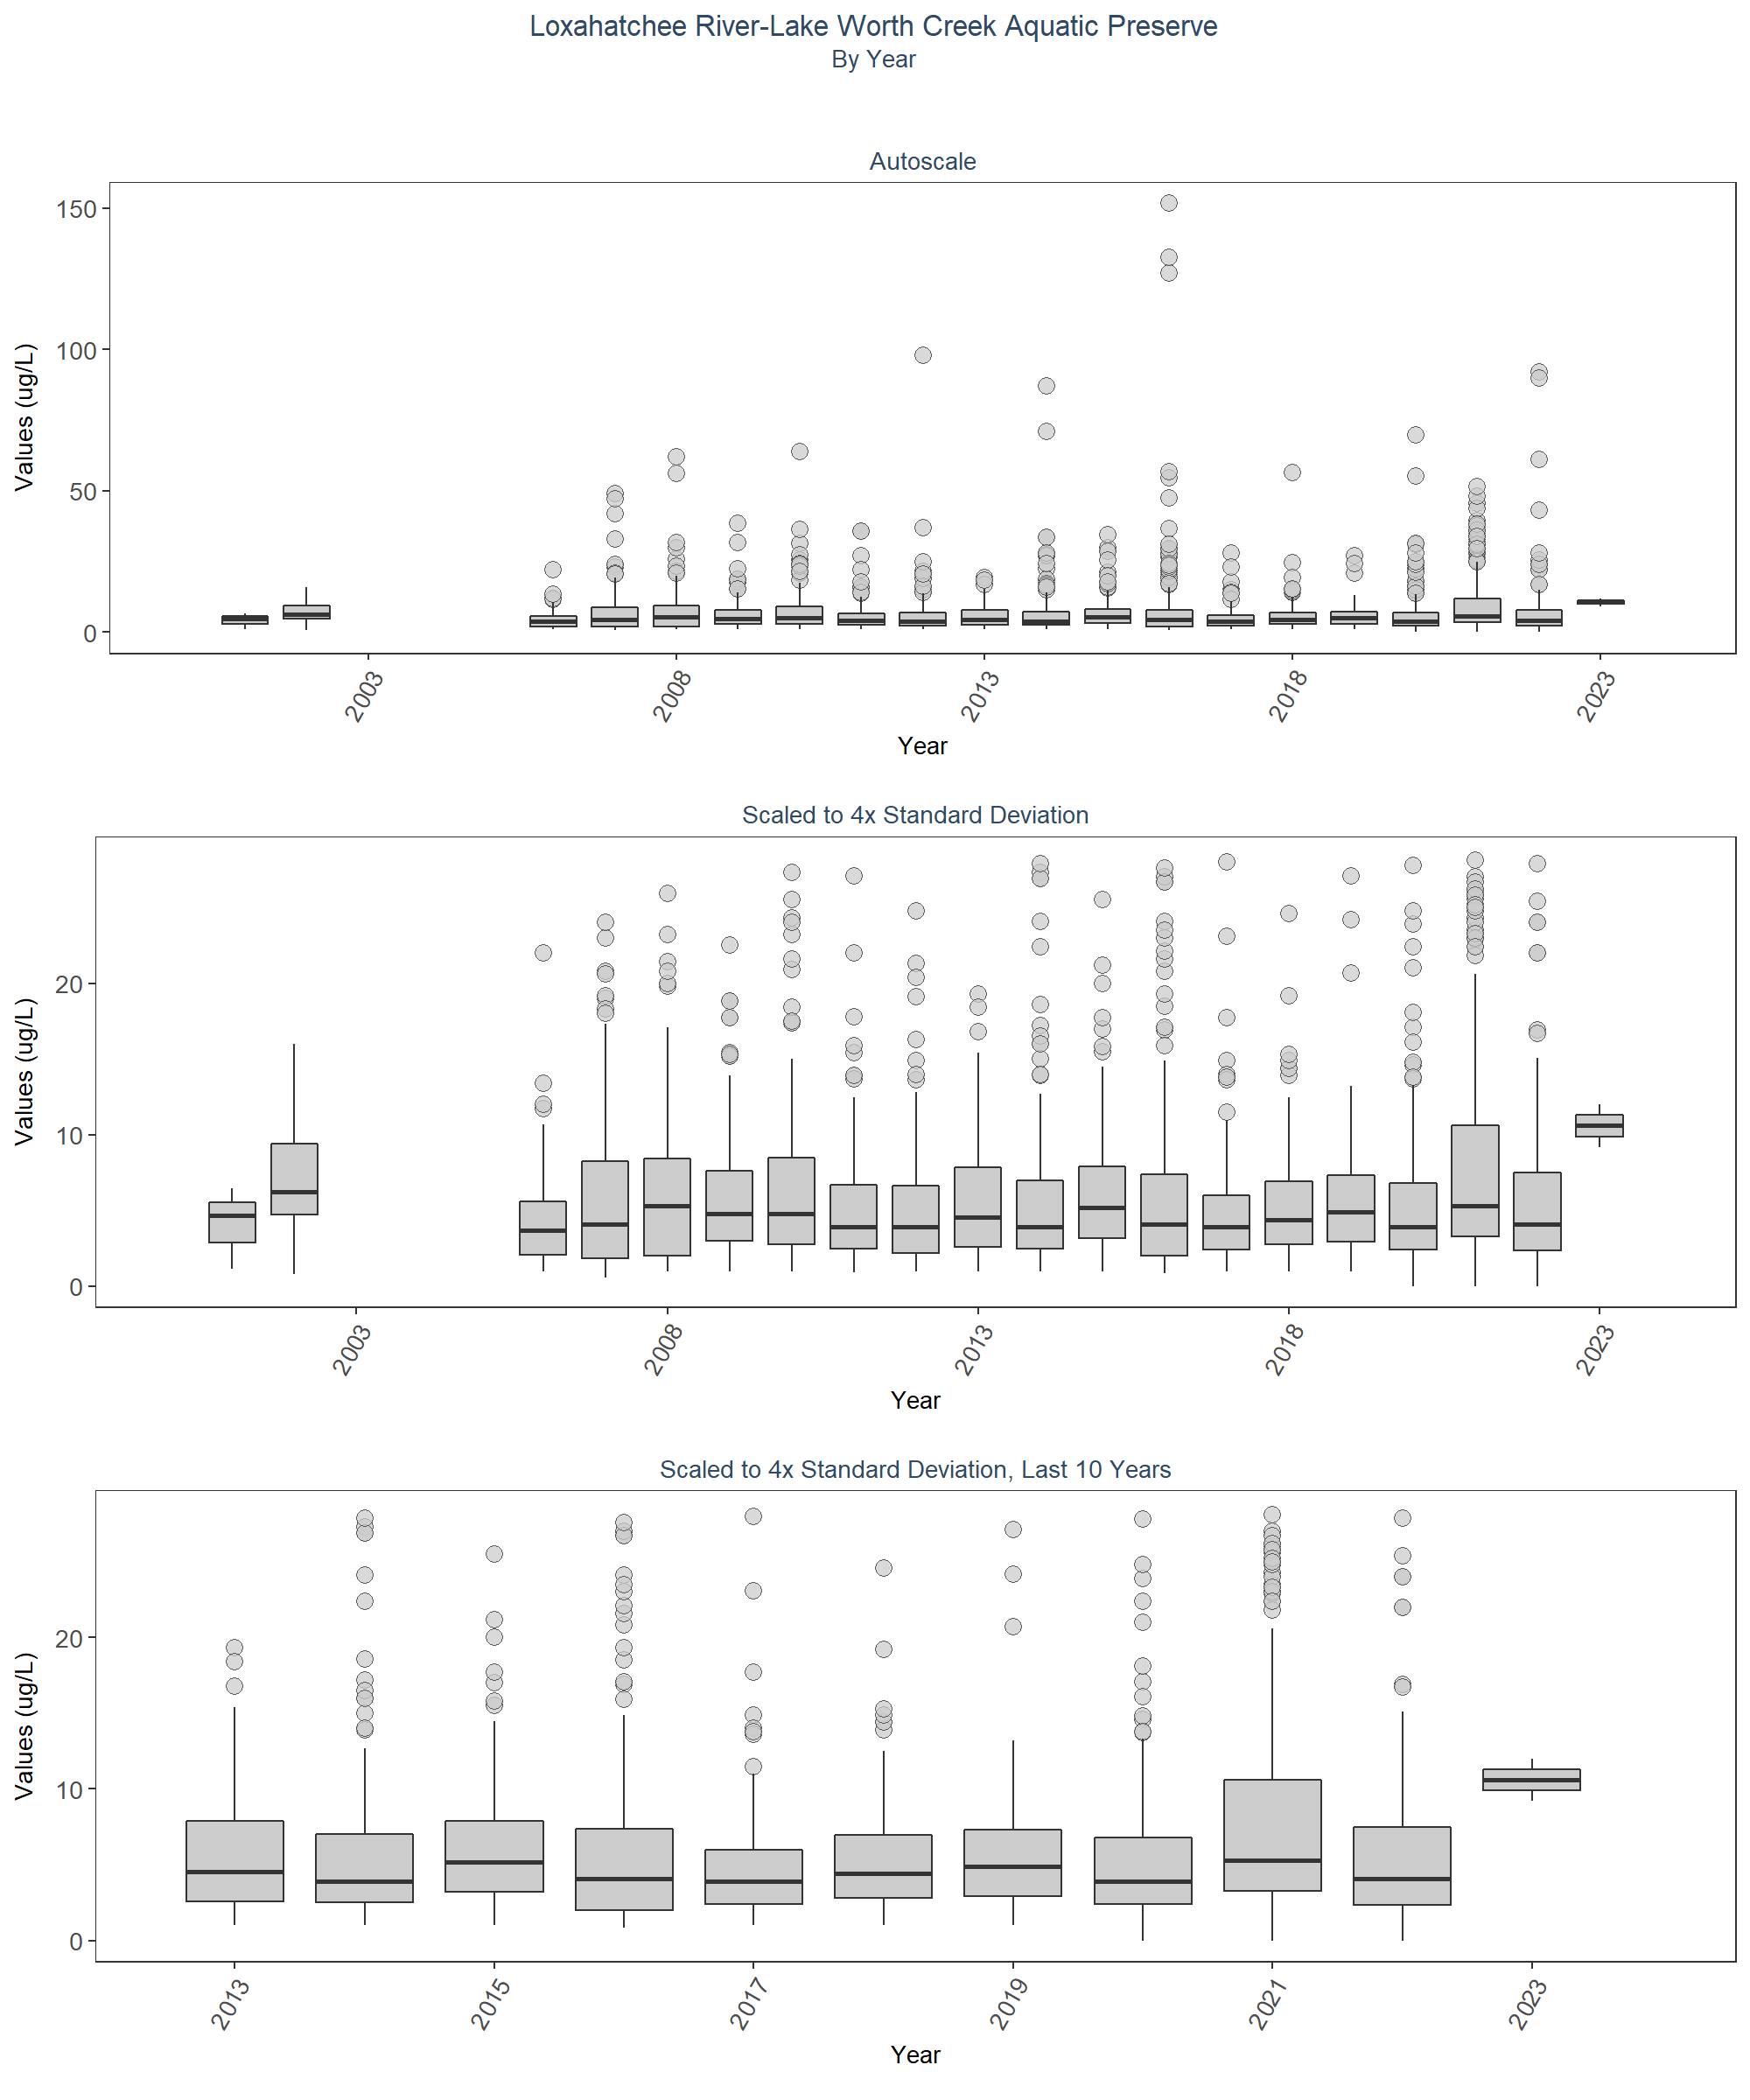 Loxahatchee River-Lake Worth Creek Aquatic Preserve
By Year
Autoscale
Values (ug/L)
150
100
50
0
2003
2008
2013
2018
2023
Year
Scaled to 4x Standard Deviation
Values (ug/L)
20
10
0
2003
2008
2013
2018
2023
Year
Scaled to 4x Standard Deviation, Last 10 Years
Values (ug/L)
20
10
0
2013
2015
2017
2019
2021
2023
Year